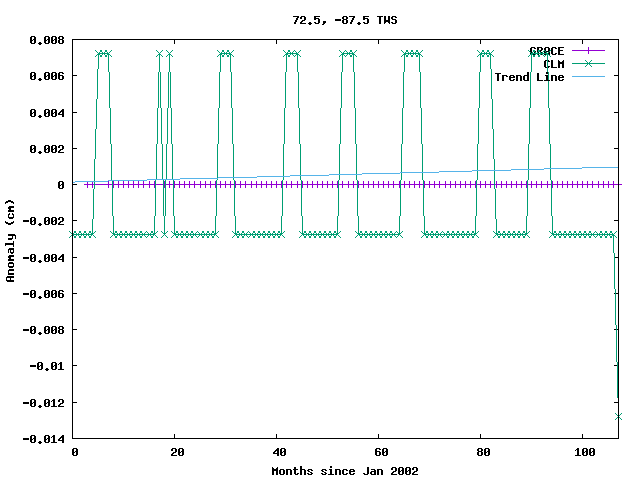 72.5, -87.5 TWS
GRACE
CLM
Trend Line
0.008
0.006
0.004
0.002
0
-0.002
-0.004
-0.006
-0.008
-0.01
-0.012
-0.014
Anomaly (cm)
0 20 40 60 80 100
Months since Jan 2002